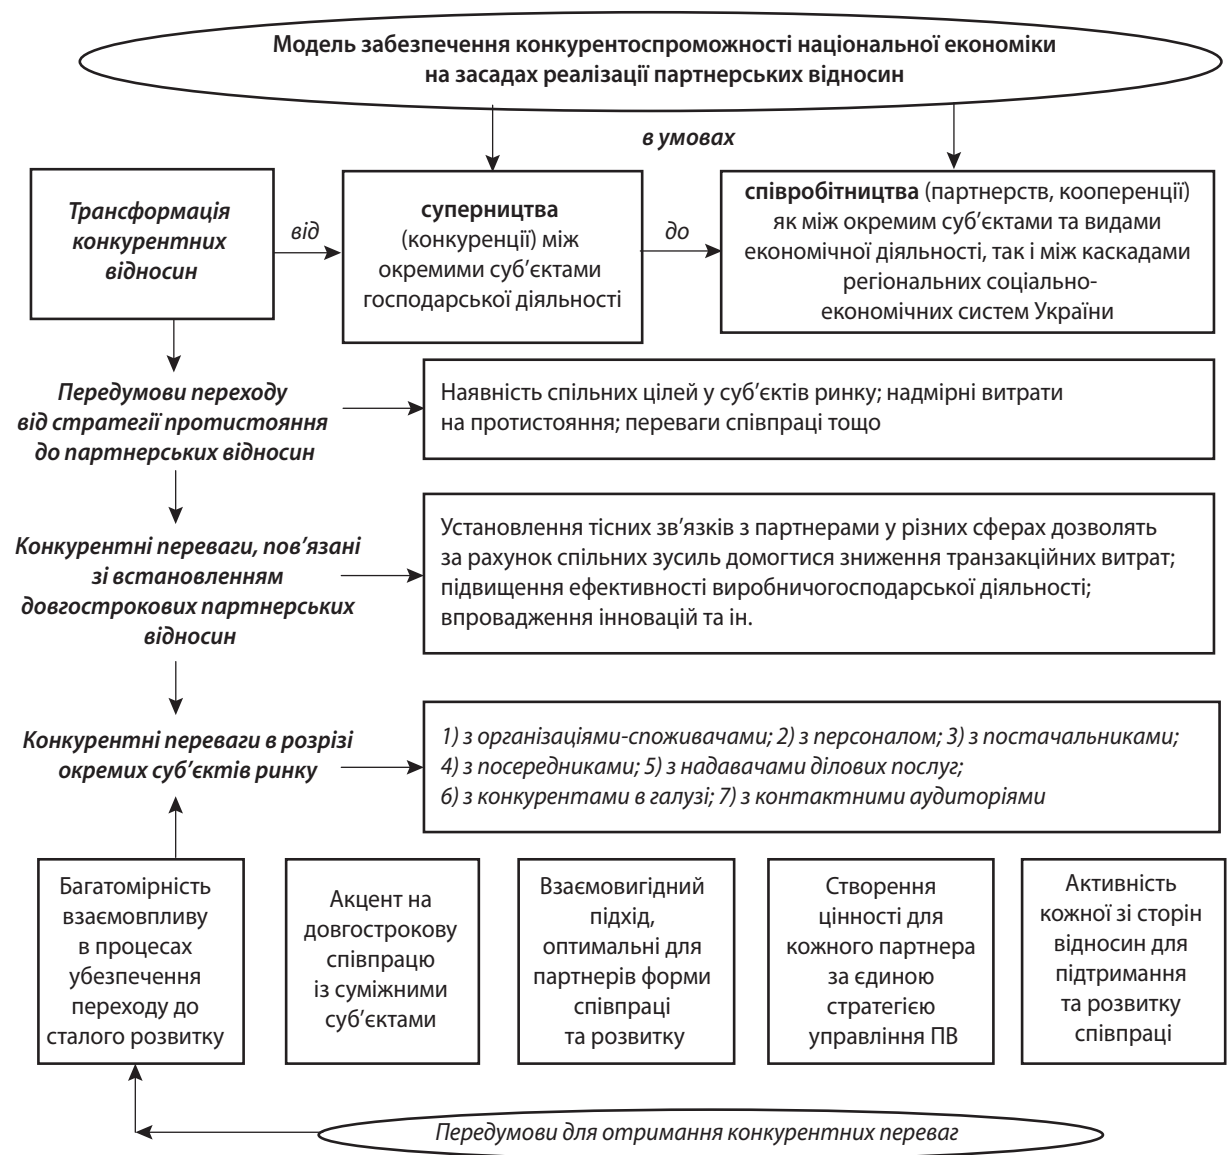 Модель забезпечення конкурентоспроможності національної економіки
на засадах реалізації партнерських відносин
в умовах
Трансформація
конкурентних
відносин
від
суперництва
(конкуренції) між
окремими суб’єктами
господарської діяльності
до
співробітництва (партнерств, кооперенції)
як між окремим суб’єктами та видами
економічної діяльності, так і між каскадами
регіональних соціально-
економічних систем України
Передумови переходу
від стратегії протистояння
до партнерських відносин
Наявність спільних цілей у суб’єктів ринку; надмірні витрати
на протистояння; переваги співпраці тощо
Конкурентні переваги, пов’язані
зі встановленням
довгострокових партнерських
відносин
Установлення тісних зв’язків з партнерами у різних сферах дозволять
за рахунок спільних зусиль домогтися зниження транзакційних витрат;
підвищення ефективності виробничогосподарської діяльності;
впровадження інновацій та ін.
Конкурентні переваги в розрізі
окремих суб’єктів ринку
1) з організаціями-споживачами; 2) з персоналом; 3) з постачальниками;
4) з посередниками; 5) з надавачами ділових послуг;
6) з конкурентами в галузі; 7) з контактними аудиторіями
Багатомірність
взаємовпливу
в процесах
убезпечення
переходу до
сталого розвитку
Акцент на
довгострокову
співпрацю
із суміжними
суб’єктами
Взаємовигідний
підхід,
оптимальні для
партнерів форми
співпраці
та розвитку
Створення
цінності для
кожного партнера
за єдиною
стратегією
управління ПВ
Активність
кожної зі сторін
відносин для
підтримання
та розвитку
співпраці
Передумови для отримання конкурентних переваг